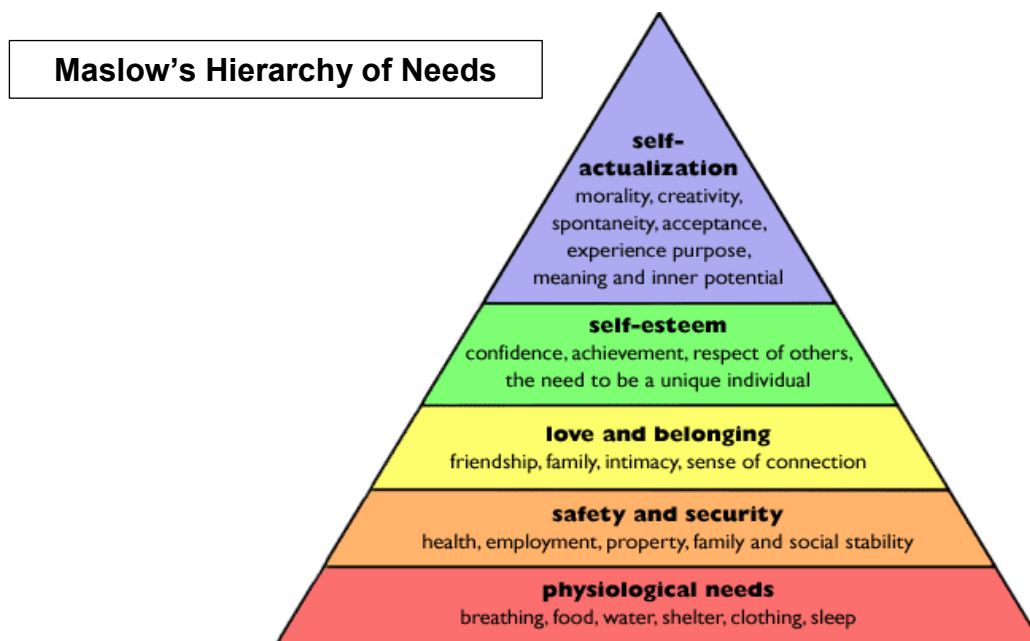 Maslow’s Hierarchy of Needs
self-
actualization
morality, creativity,
spontaneity, acceptance,
experience purpose,
meaning and inner potential
self-esteem
confidence, achievement, respect of others,
the need to be a unique individual
love and belonging
friendship, family, intimacy, sense of connection
safety and security
health, employment, property, family and social stability
physiological needs
breathing, food, water, shelter, clothing, sleep